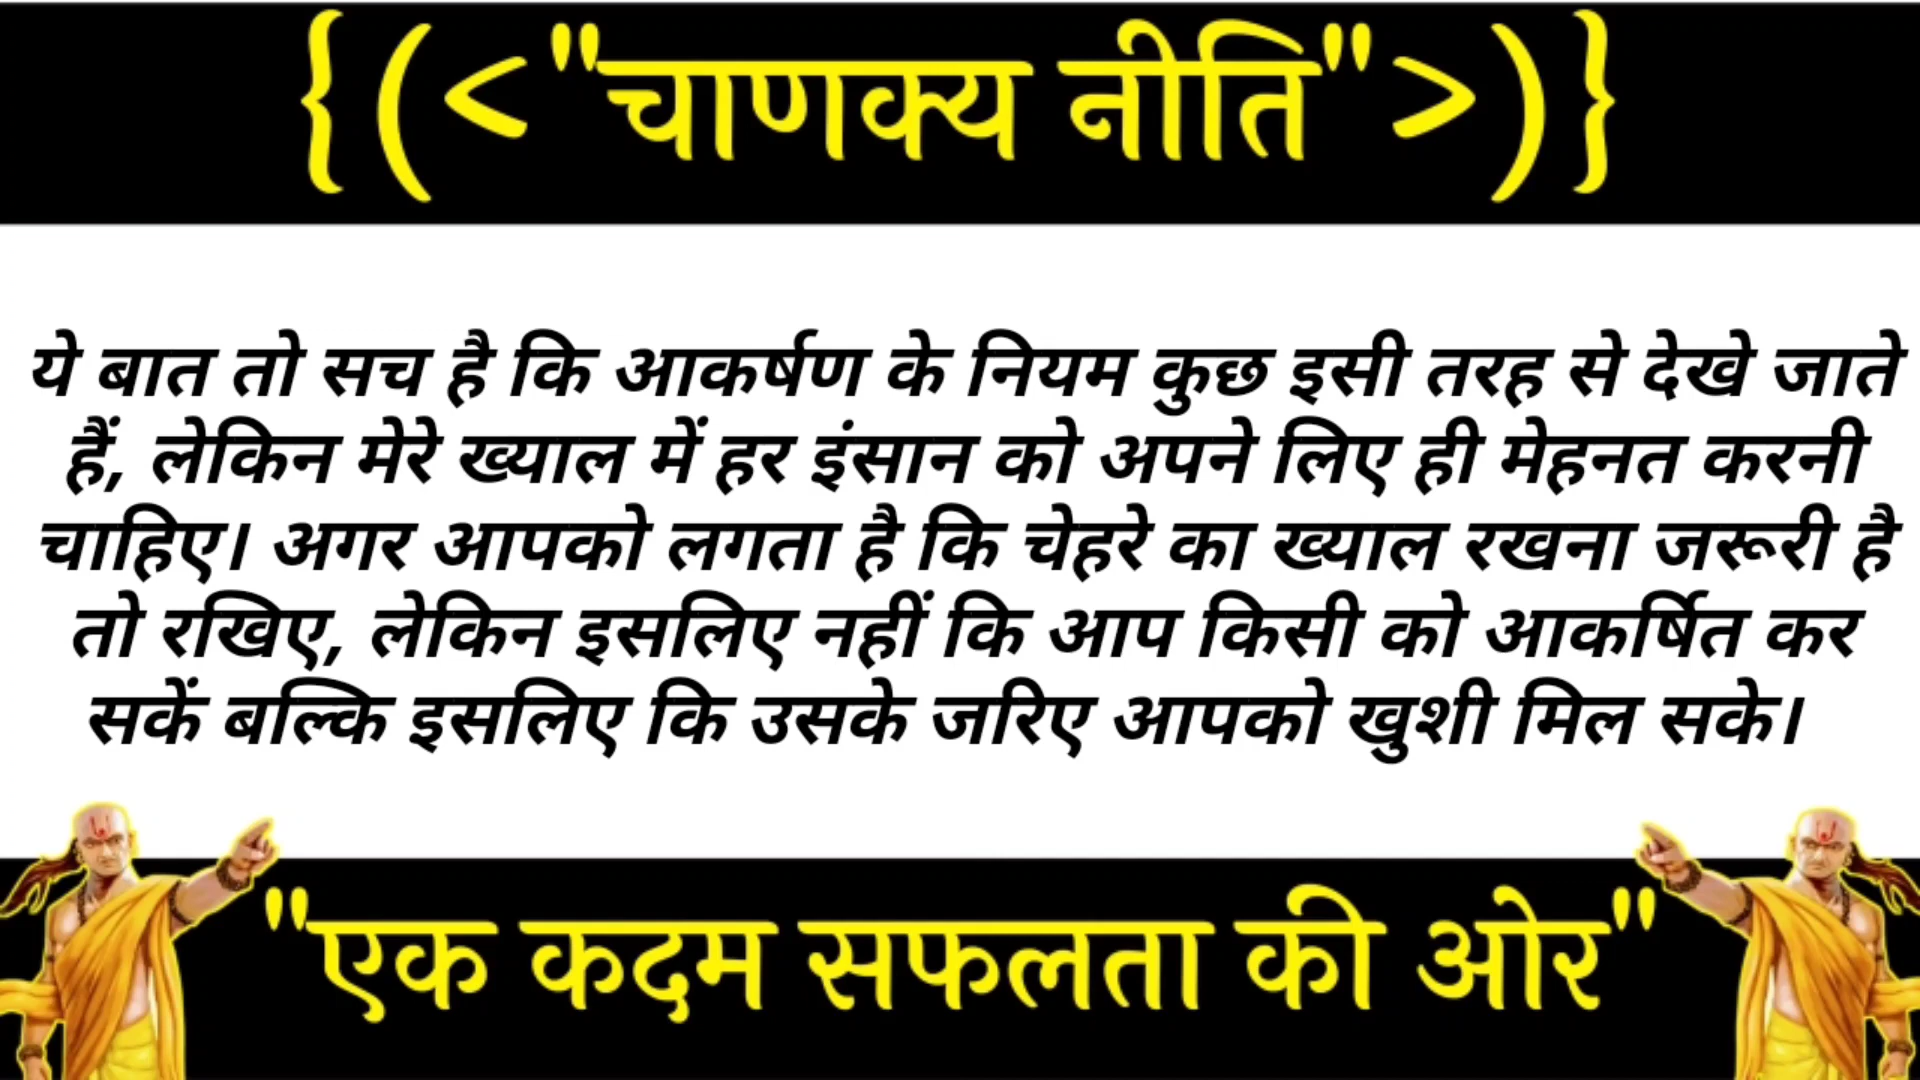 {(<"चाणक्य नीति">)}
ये बात तो सच है कि आकर्षण के नियम कुछ इसी तरह से देखे जाते
हैं, लेकिन मेरे ख्याल में हर इंसान को अपने लिए ही मेहनत करनी
चाहिए। अगर आपको लगता है कि चेहरे का ख्याल रखना जरूरी है
तो रखिए, लेकिन इसलिए नहीं कि आप किसी को आकर्षित कर
सकें बल्कि इसलिए कि उसके जरिए आपको खुशी मिल सके।
"एक कदम सफलता की ओर"